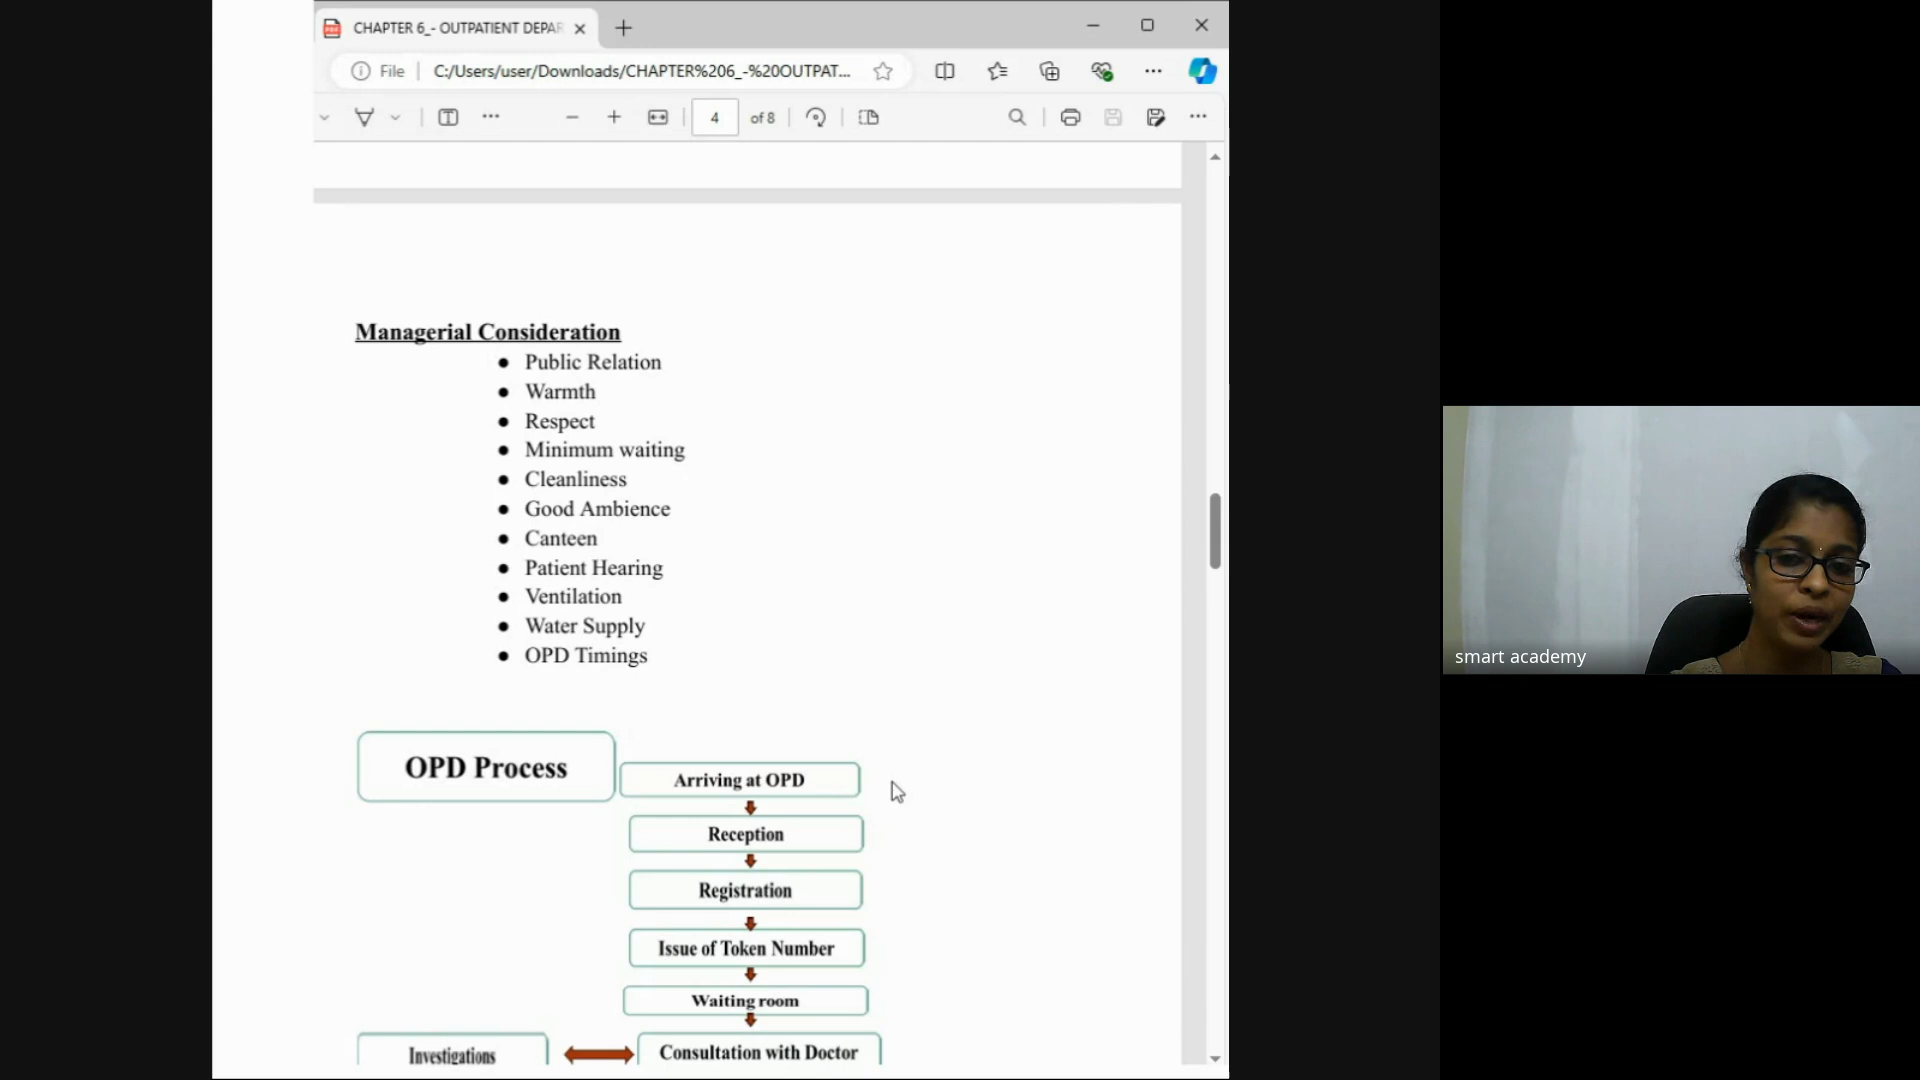 CHAPTER 6_- OUTPATIENT DEPAR
File
C:/Users/user/Downloads/CHAPTER%206_-%20OUTPAT...
4 of 8
Managerial Consideration
● Public Relation
● Warmth
● Respect
● Minimum waiting
● Cleanliness
● Good Ambience
● Canteen
● Patient Hearing
● Ventilation
● Water Supply
● OPD Timings
OPD Process
Arriving at OPD
Reception
Registration
Issue of Token Number
Waiting room
Investigations
Consultation with Doctor
smart academy